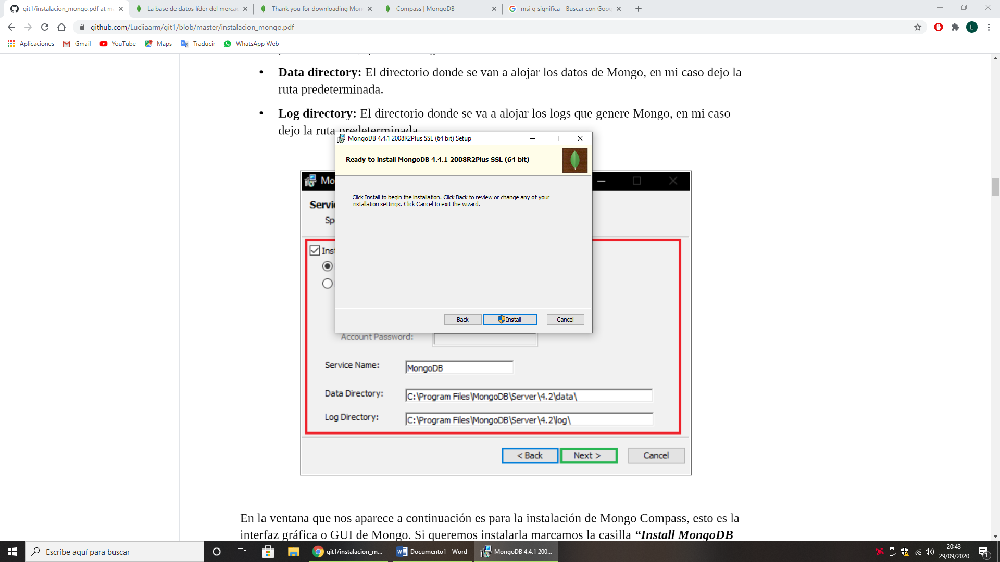 git1/instalacion_mongo.pdf at m
La base de datos líder del merca
Thank you for downloading Mon
Compass | MongoDB
msi q significa - Buscar con Goog
github.com/Luciiaarm/git1/blob/master/instalacion_mongo.pdf
L
Aplicaciones
Gmail
YouTube
Maps
Traducir
WhatsApp Web
• Data directory: El directorio donde se van a alojar los datos de Mongo, en mi caso dejo la
ruta predeterminada.
• Log directory: El directorio donde se va a alojar los logs que genere Mongo, en mi caso
dejo la ruta predeterminada
MongoDB 4.4.1 2008R2Plus SSL (64 bit) Setup
Ready to install MongoDB 4.4.1 2008R2Plus SSL (64 bit)
Click Install to begin the installation. Click Back to review or change any of your
installation settings. Click Cancel to exit the wizard.
Back
Install
Cancel
Mo
Servi
Sp
Inst
Account Password:
Service Name:
MongoDB
Data Directory:
C:\Program Files\MongoDB\Server\4.2\data\
Log Directory:
C:\Program Files\MongoDB\Server\4.2\log\
< Back
Next >
Cancel
En la ventana que nos aparece a continuación es para la instalación de Mongo Compass, esto es la
interfaz gráfica o GUI de Mongo. Si queremos instalarla marcamos la casilla “Install MongoDB
Escribe aquí para buscar
git1/instalacion_m...
Documento1 - Word
MongoDB 4.4.1 200...
20:43
29/09/2020
1